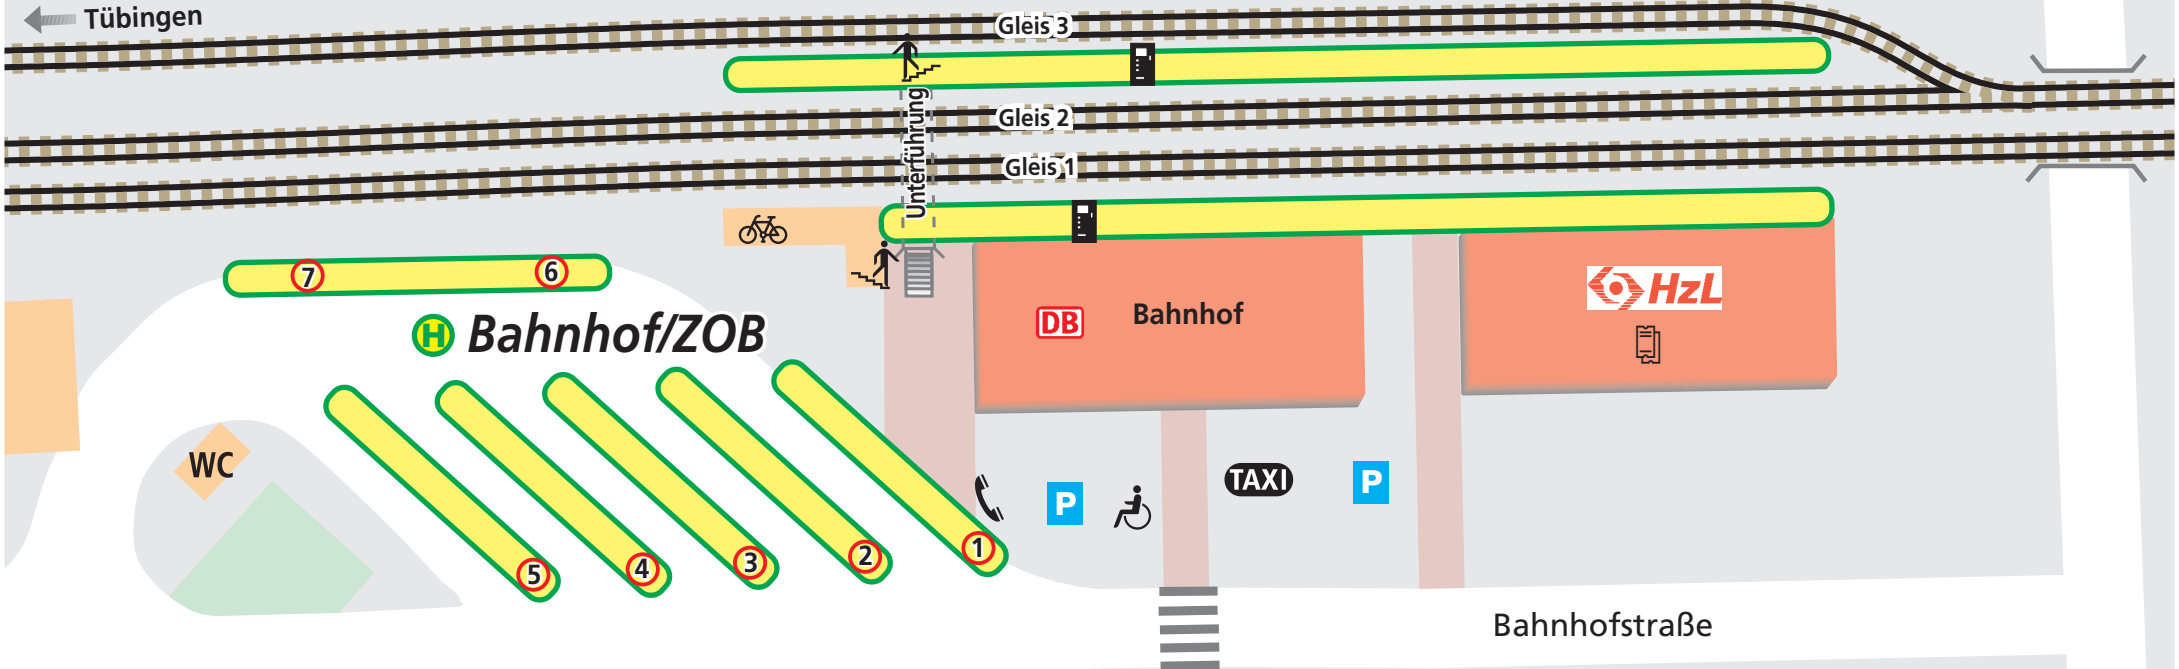 Tübingen
Gleis 3
Gleis 2
Unterführung
Gleis 1
7
6
H Bahnhof/ZOB
DB
Bahnhof
HzL
WC
TAXI
P
P
5
4
3
2
1
Bahnhofstraße